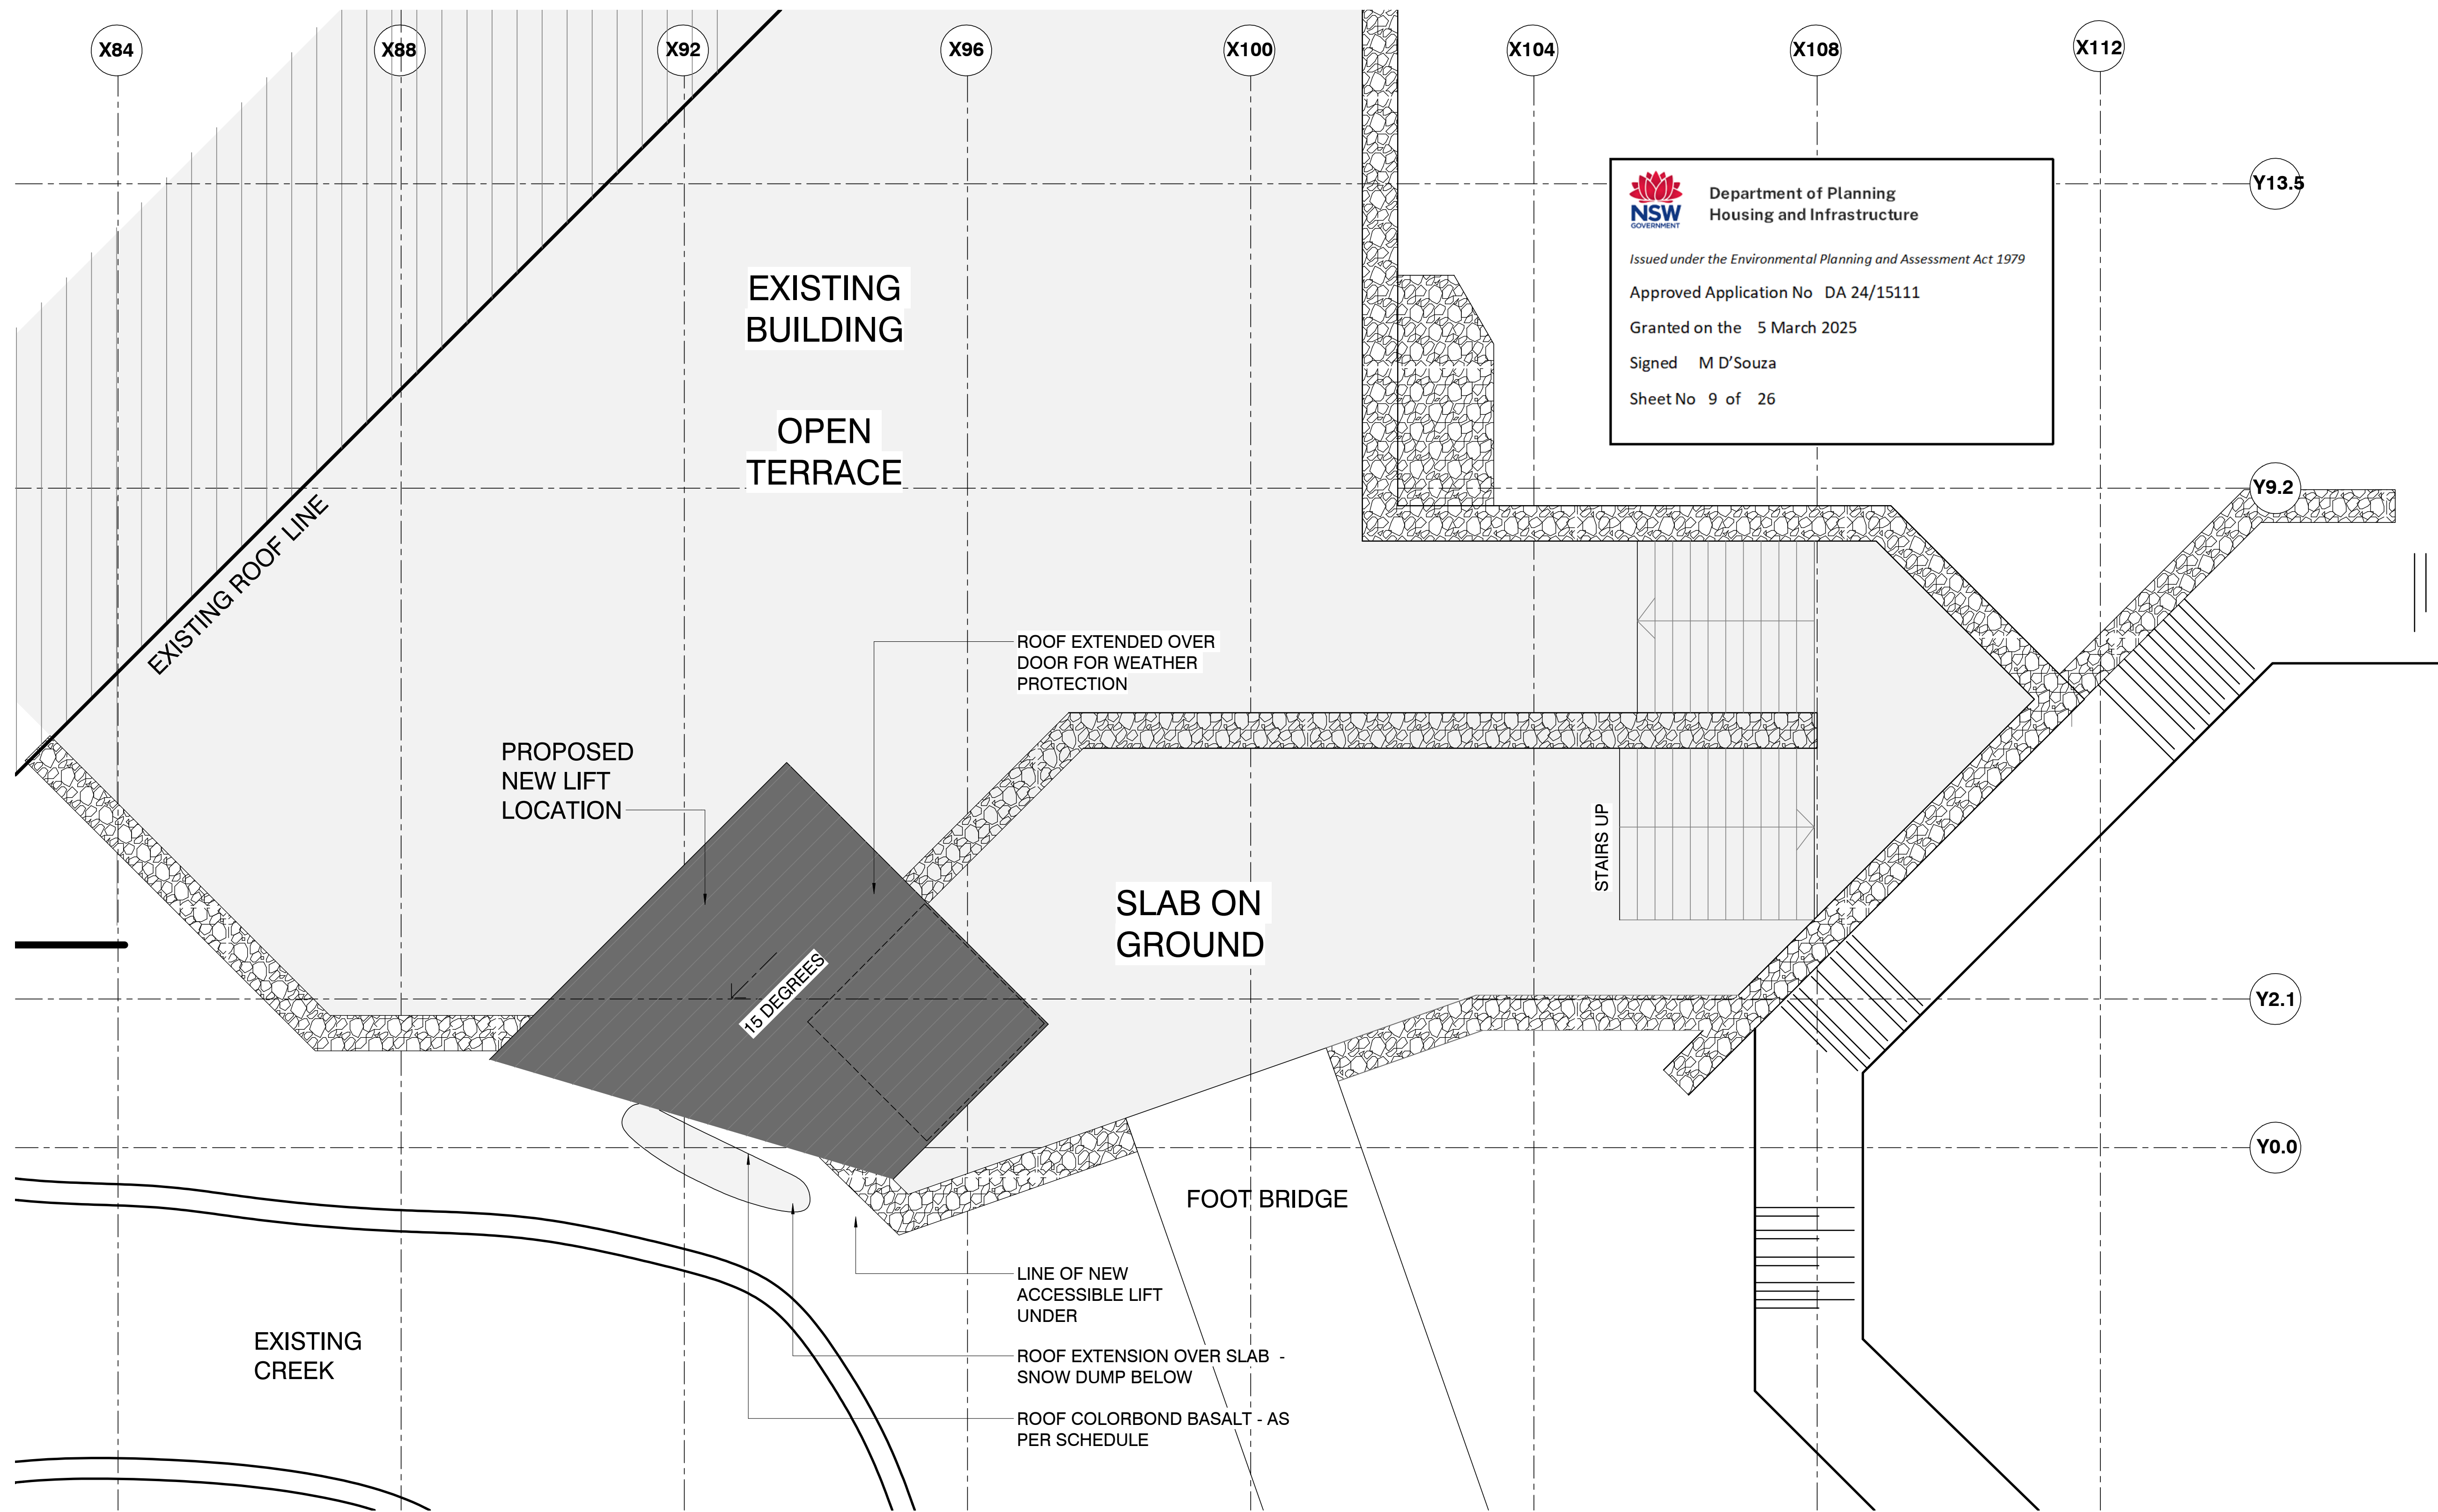 X84
X88
X92
X96
X100
X104
X108
X112
Y13.5
NSW
GOVERNMENT
Department of Planning
Housing and Infrastructure
Issued under the Environmental Planning and Assessment Act 1979
Approved Application No DA 24/15111
Granted on the 5 March 2025
Signed M D'Souza
Sheet No 9 of 26
EXISTING
BUILDING
OPEN
TERRACE
Y9.2
EXISTING ROOF LINE
ROOF EXTENDED OVER
DOOR FOR WEATHER
PROTECTION
PROPOSED
NEW LIFT
LOCATION
STAIRS UP
SLAB ON
GROUND
15 DEGREES
Y2.1
Y0.0
FOOT BRIDGE
LINE OF NEW
ACCESSIBLE LIFT
UNDER
EXISTING
CREEK
ROOF EXTENSION OVER SLAB -
SNOW DUMP BELOW
ROOF COLORBOND BASALT - AS
PER SCHEDULE